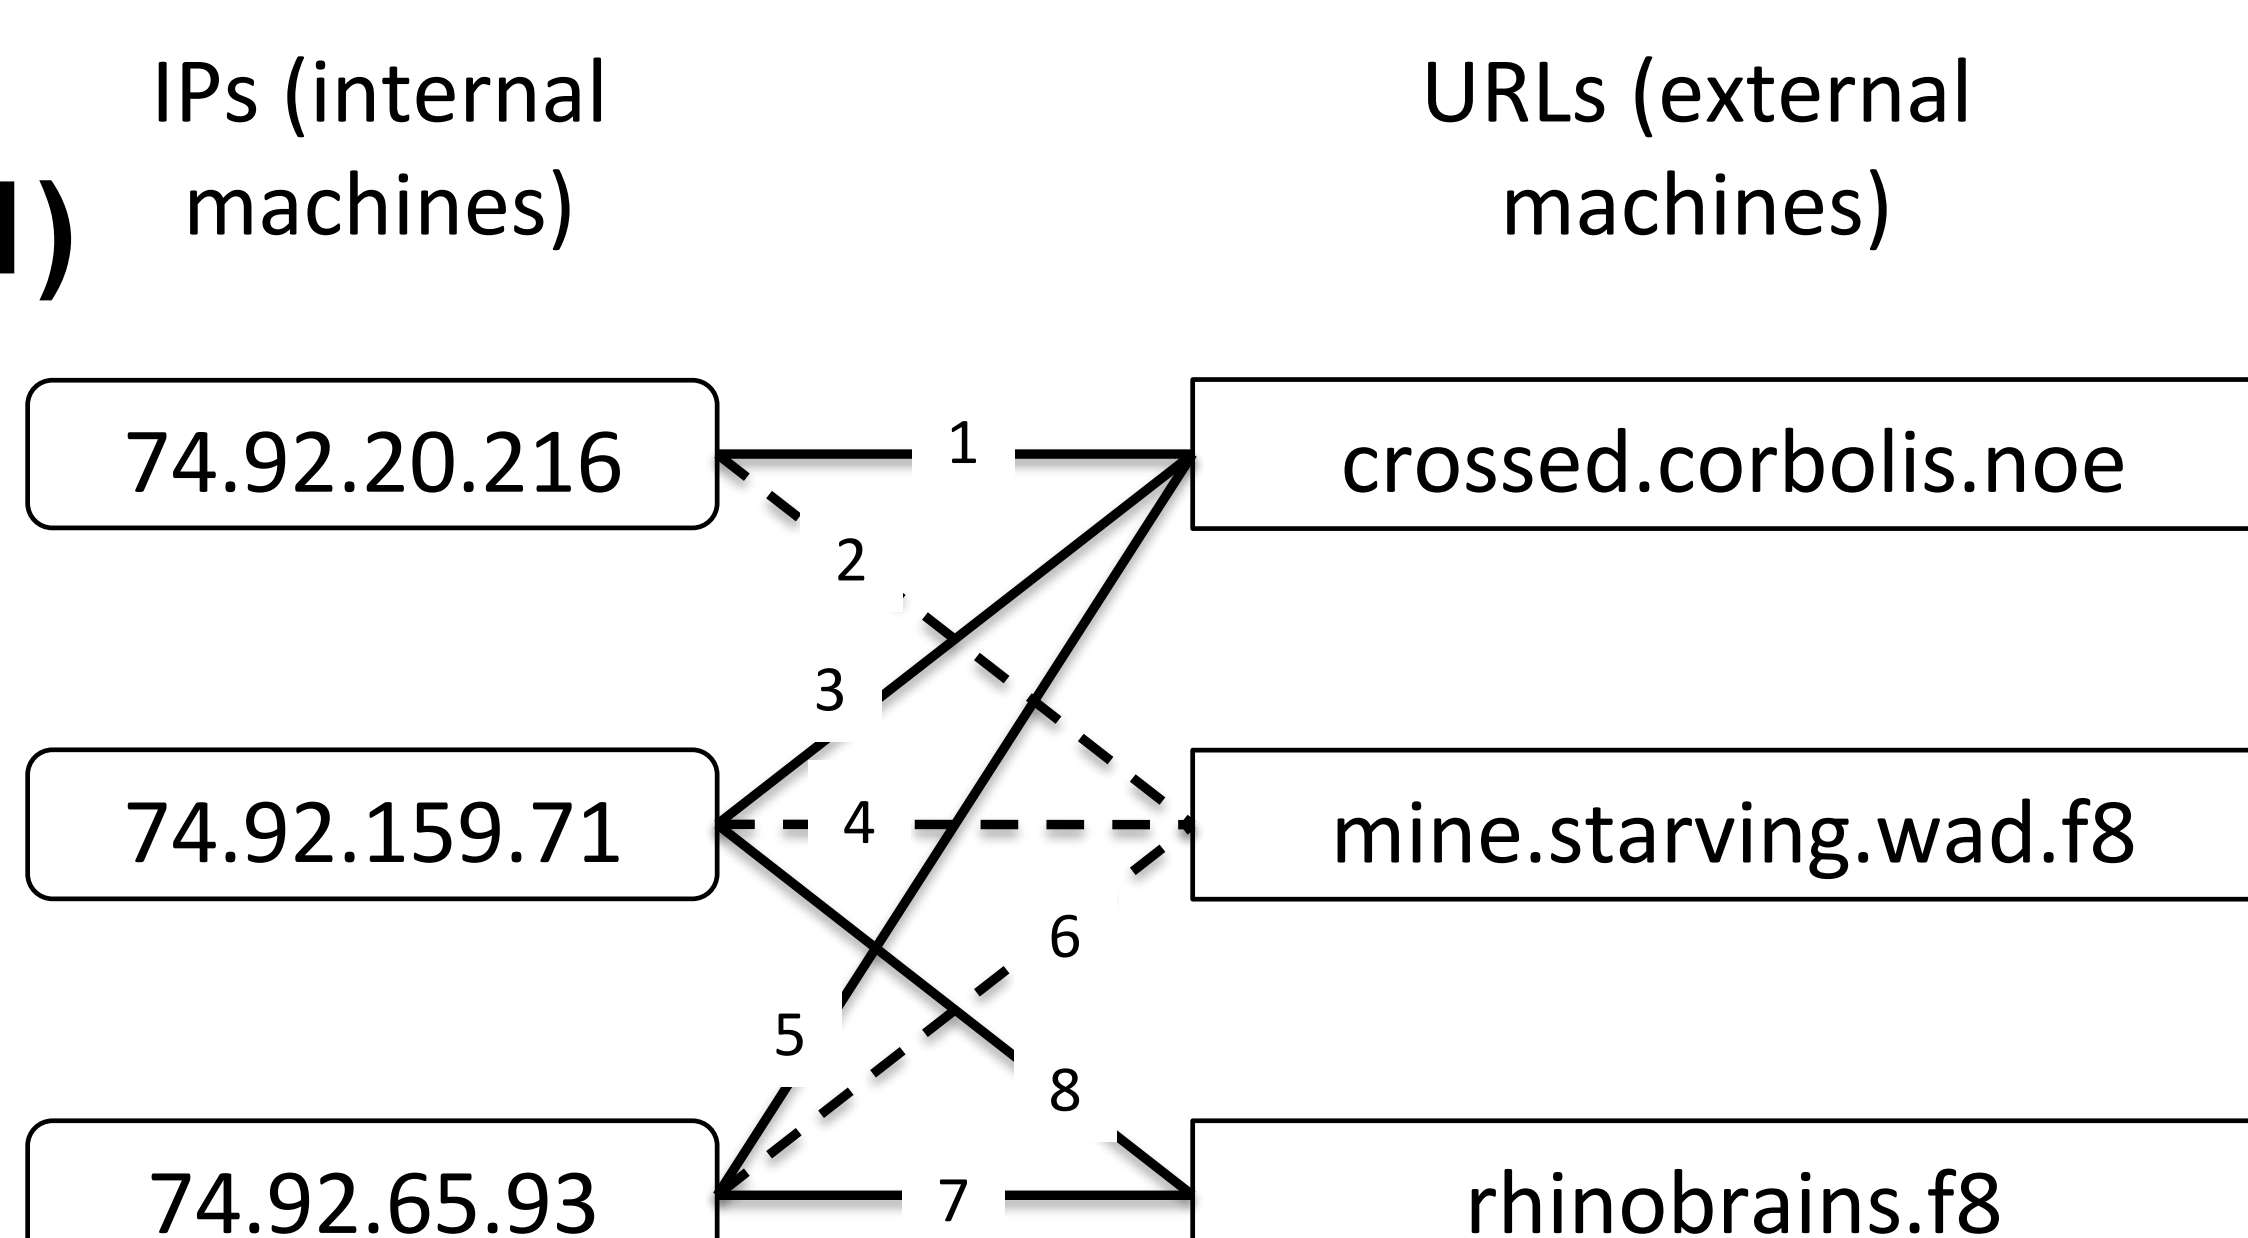 IPs (internal
machines)
URLs (external
machines)
)
74.92.20.216
1
crossed.corbolis.noe
2
3
74.92.159.71
4
mine.starving.wad.f8
6
5
8
74.92.65.93
7
rhinobrains.f8